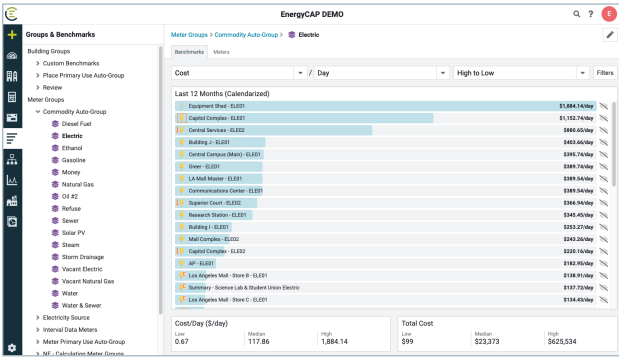 EnergyCAP DEMO
?
E
Groups & Benchmarks
Meter Groups > Commodity Auto-Group > Electric
Building Groups
> Custom Benchmarks
> Place Primary Use Auto-Group
> Review
Meter Groups
Commodity Auto-Group
Diesel Fuel
Electric
Ethanol
Gasoline
Money
Natural Gas
Oil #2
Refuse
Sewer
Solar PV
Steam
Storm Drainage
Vacant Electric
Vacant Natural Gas
Water
Water & Sewer
> Electricity Source
> Interval Data Meters
> Meter Primary Use Auto-Group
> NF - Calculation Meter Groups
Benchmarks Meters
Cost / Day High to Low Filters
Last 12 Months (Calendarized)
Equipment Shed - ELE01 $1,884.14/day
Capitol Complex - ELE01 $1,152.74/day
Central Services - ELE02 $880.65/day
Building J - ELE01 $403.66/day
Central Campus (Main) - ELE01 $395.74/day
Greer - ELE01 $389.74/day
LA Mall Master - ELE01 $389.54/day
Communications Center - ELE01 $389.54/day
Superior Court - ELE02 $366.94/day
Research Station - ELE01 $345.45/day
Building I - ELE01 $253.27/day
Mall Complex - ELE02 $243.26/day
Capitol Complex - ELE02 $220.16/day
AP - ELE01 $182.95/day
Los Angeles Mall - Store B - ELE01 $138.91/day
Summary - Science Lab & Student Union Electric $137.72/day
Los Angeles Mall - Store C - ELE01 $134.43/day
Cost/Day ($/day)
Low Median High
0.67 117.86 1,884.14
Total Cost
Low Median High
$99 $23,373 $625,534